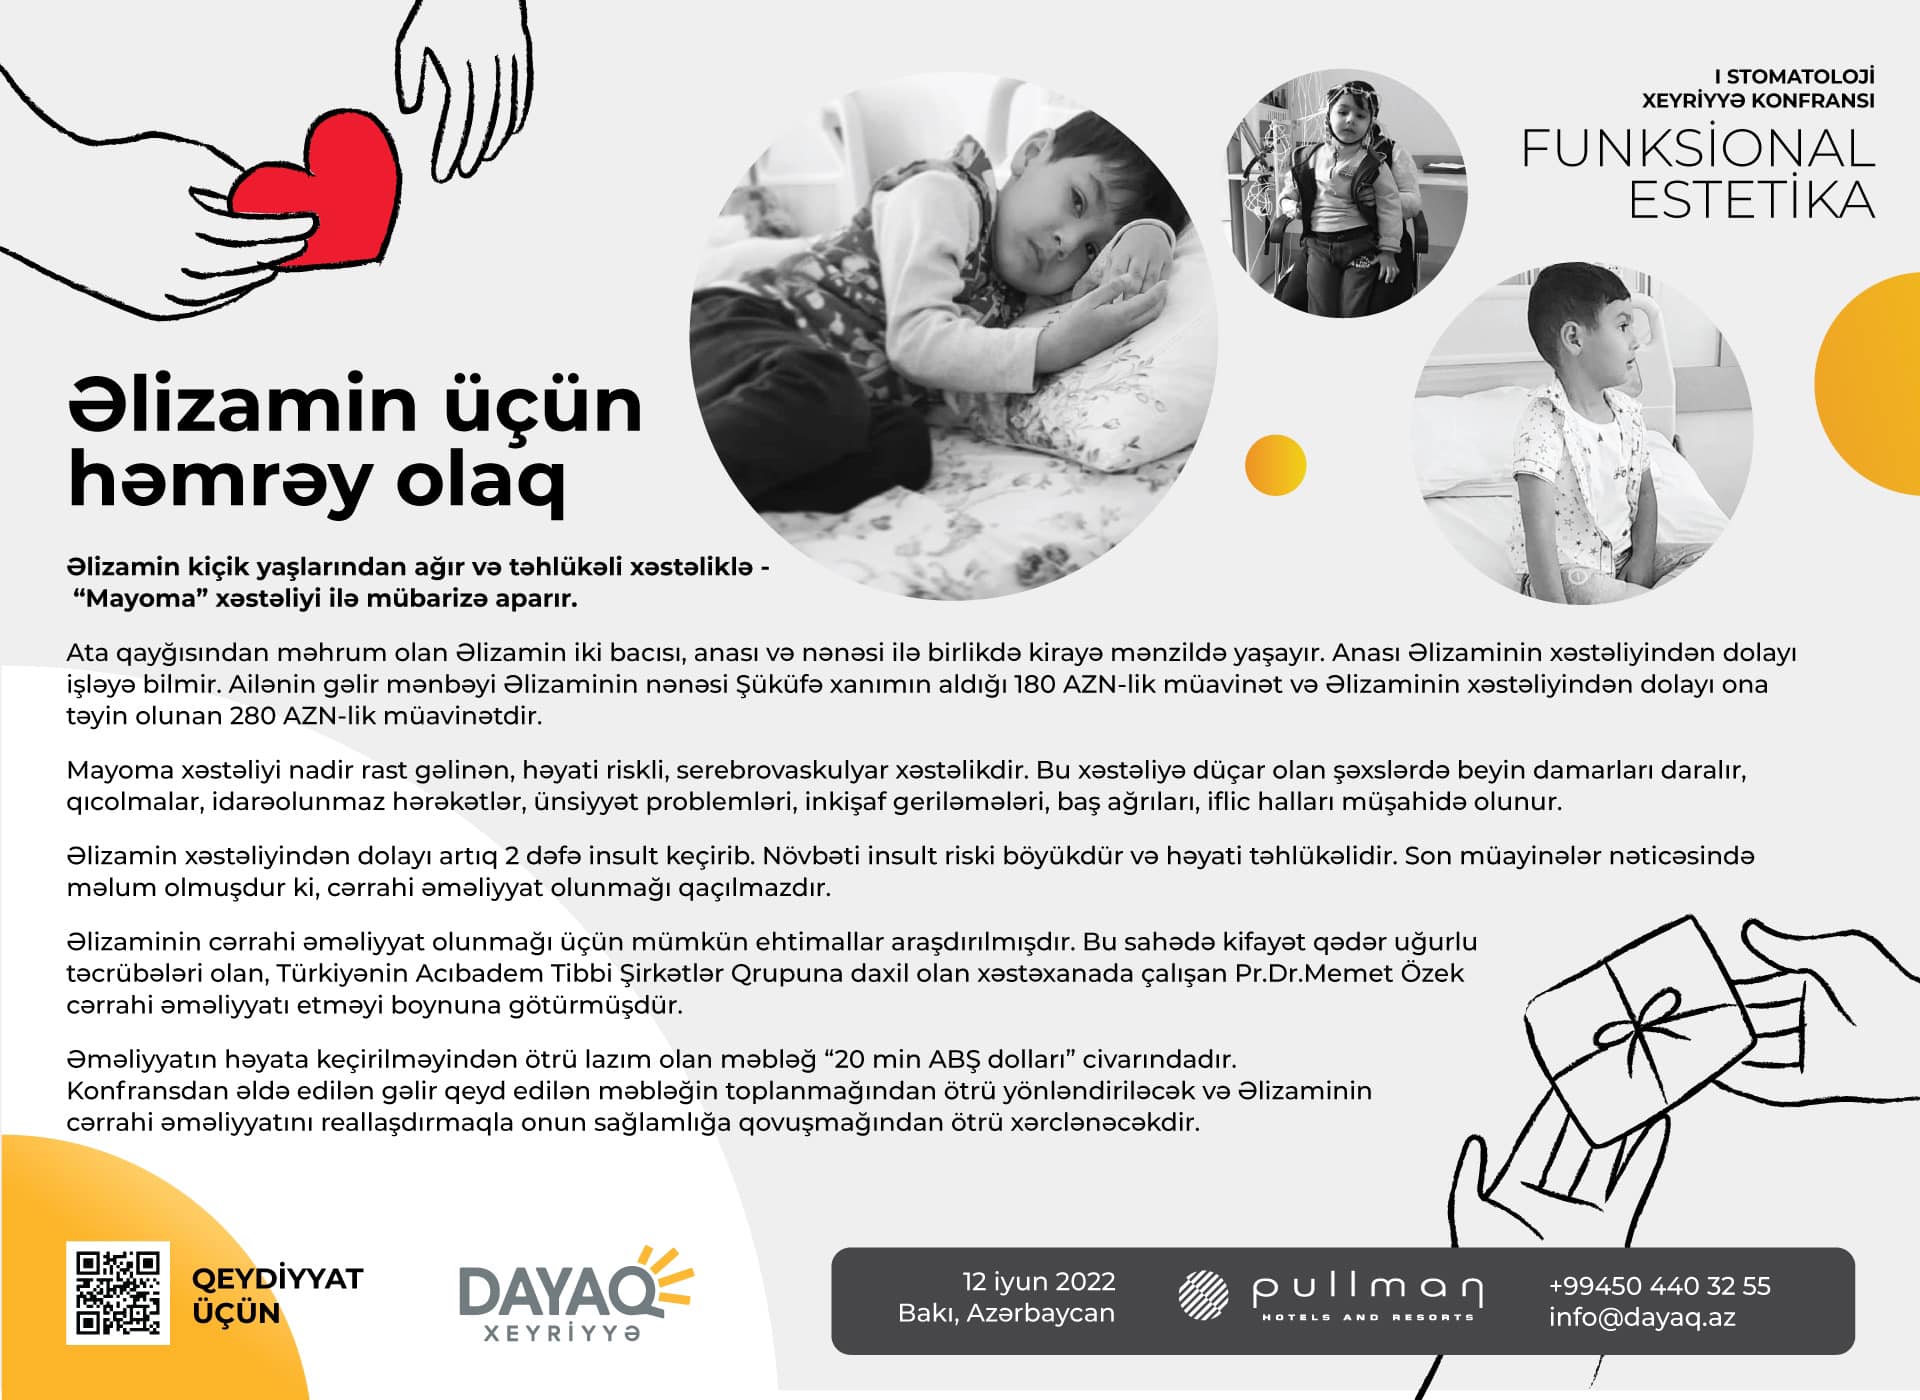 I STOMATOLOJİ
XEYRİYYƏ KONFRANSI
FUNKSİONAL
ESTETİKA
Əlizamin üçün
həmrəy olaq
Əlizamin kiçik yaşlarından ağır və təhlükəli xəstəliklə -
“Mayoma” xəstəliyi ilə mübarizə aparır.
Ata qayğısından məhrum olan Əlizamin iki bacısı, anası və nənəsi ilə birlikdə kirayə mənzildə yaşayır. Anası Əlizaminin xəstəliyindən dolayı
işləyə bilmir. Ailənin gəlir mənbəyi Əlizaminin nənəsi Şüküfə xanımın aldığı 180 AZN-lik müavinət və Əlizaminin xəstəliyindən dolayı ona
təyin olunan 280 AZN-lik müavinətdir.
Mayoma xəstəliyi nadir rast gəlinən, həyati riskli, serebrovaskulyar xəstəlikdir. Bu xəstəliyə düçar olan şəxslərdə beyin damarları daralır,
qıcolmalar, idarəolunmaz hərəkətlər, ünsiyyət problemləri, inkişaf geriləmələri, baş ağrıları, iflic halları müşahidə olunur.
Əlizamin xəstəliyindən dolayı artıq 2 dəfə insult keçirib. Növbəti insult riski böyükdür və həyati təhlükəlidir. Son müayinələr nəticəsində
məlum olmuşdur ki, cərrahi əməliyyat olunmağı qaçılmazdır.
Əlizaminin cərrahi əməliyyat olunmağı üçün mümkün ehtimallar araşdırılmışdır. Bu sahədə kifayət qədər uğurlu
təcrübələri olan, Türkiyənin Acıbadem Tibbi Şirkətlər Qrupuna daxil olan xəstəxanada çalışan Pr.Dr.Memet Özek
cərrahi əməliyyatı etməyi boynuna götürmüşdür.
Əməliyyatın həyata keçirilməyindən ötrü lazım olan məbləğ “20 min ABŞ dolları” civarındadır.
Konfransdan əldə edilən gəlir qeyd edilən məbləğin toplanmağından ötrü yönləndiriləcək və Əlizaminin
cərrahi əməliyyatını reallaşdırmaqla onun sağlamlığa qovuşmağından ötrü xərclənəcəkdir.
QEYDİYYAT
ÜÇÜN
DAYAQ
XEYRİYYƏ
12 iyun 2022
Bakı, Azərbaycan
pullman
HOTELS AND RESORTS
+99450 440 32 55
info@dayaq.az